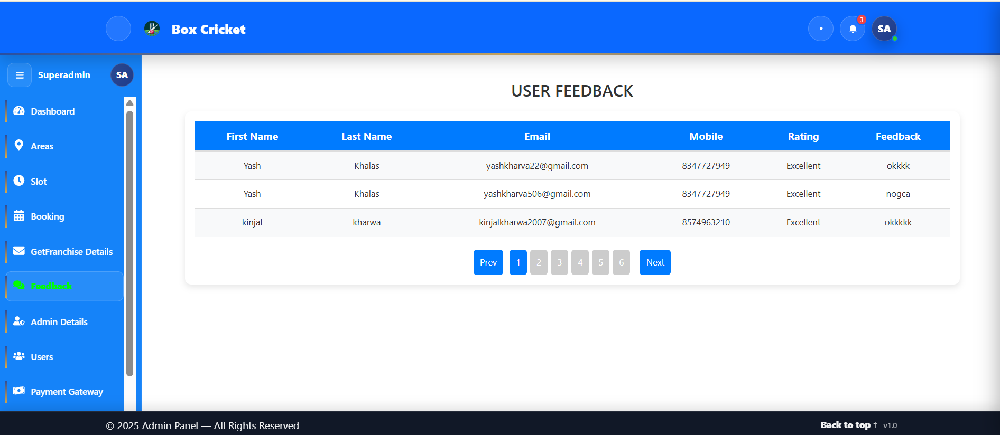 Box Cricket
3
SA
Superadmin
SA
Dashboard
Areas
Slot
Booking
GetFranchise Details
Feedback
Admin Details
Users
Payment Gateway
USER FEEDBACK
First Name Last Name Email Mobile Rating Feedback
Yash Khalas yashkharva22@gmail.com 8347727949 Excellent okkkk
Yash Khalas yashkharva506@gmail.com 8347727949 Excellent nogca
kinjal kharwa kinjalkharwa2007@gmail.com 8574963210 Excellent okkkkk
Prev 1 2 3 4 5 6 Next
© 2025 Admin Panel — All Rights Reserved
Back to top ↑ v1.0